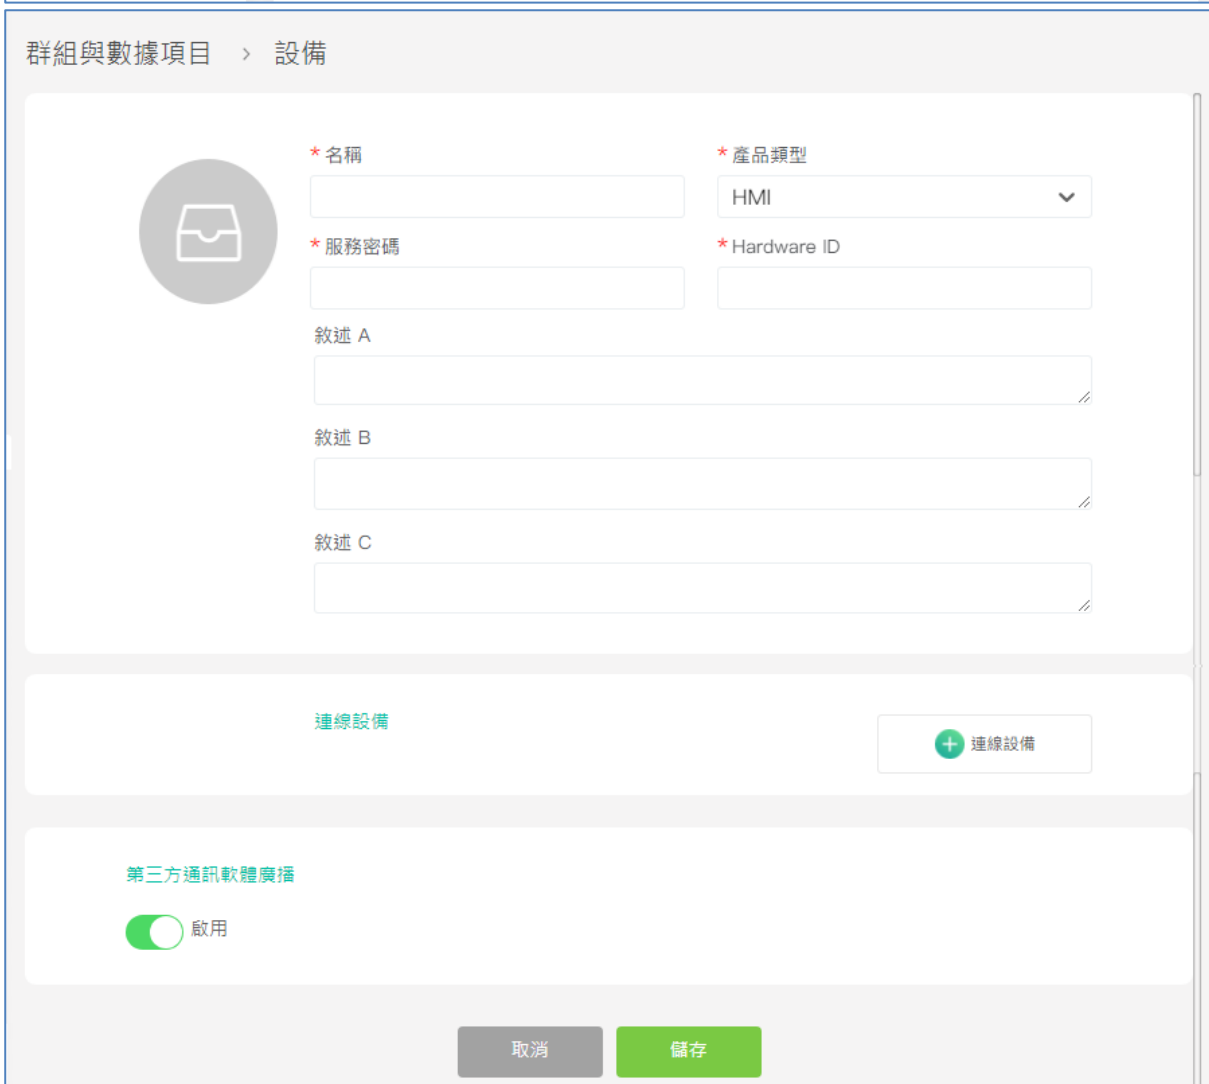 群組與數據項目 > 設備
* 名稱
* 產品類型
HMI
* 服務密碼
* Hardware ID
敘述 A
敘述 B
敘述 C
連線設備
連線設備
第三方通訊軟體廣播
啟用
取消
儲存